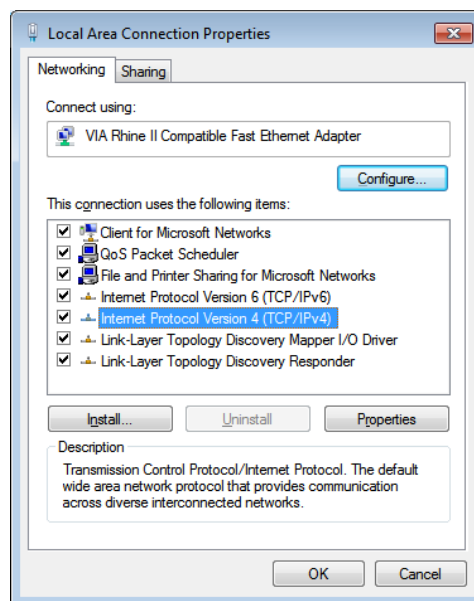 Local Area Connection Properties
Networking
Sharing
Connect using:
VIA Rhine II Compatible Fast Ethernet Adapter
Configure...
This connection uses the following items:
Client for Microsoft Networks
QoS Packet Scheduler
File and Printer Sharing for Microsoft Networks
Internet Protocol Version 6 (TCP/IPv6)
Internet Protocol Version 4 (TCP/IPv4)
Link-Layer Topology Discovery Mapper I/O Driver
Link-Layer Topology Discovery Responder
Install...
Uninstall
Properties
Description
Transmission Control Protocol/Internet Protocol. The default
wide area network protocol that provides communication
across diverse interconnected networks.
OK
Cancel